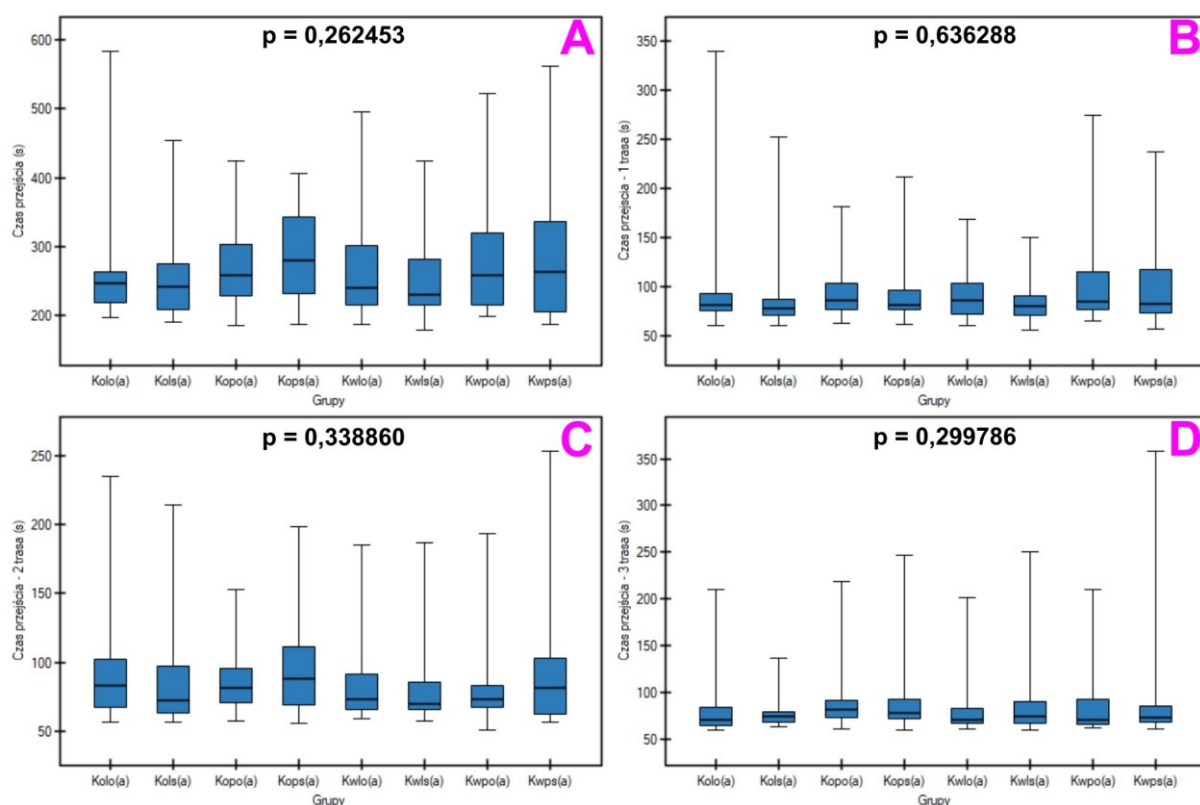 p = 0,262453
A
Czas przejścia (s)
600
500
400
300
200
Kolo(a) Kols(a) Kopo(a) Kops(a) Kwlo(a) Kwls(a) Kwpo(a) Kwps(a)
Grupy
p = 0,636288
B
Czas przejścia - 1 trasa (s)
350
300
250
200
150
100
50
Kolo(a) Kols(a) Kopo(a) Kops(a) Kwlo(a) Kwls(a) Kwpo(a) Kwps(a)
Grupy
p = 0,338860
C
Czas przejścia - 2 trasa (s)
250
200
150
100
50
Kolo(a) Kols(a) Kopo(a) Kops(a) Kwlo(a) Kwls(a) Kwpo(a) Kwps(a)
Grupy
p = 0,299786
D
Czas przejścia - 3 trasa (s)
350
300
250
200
150
100
50
Kolo(a) Kols(a) Kopo(a) Kops(a) Kwlo(a) Kwls(a) Kwpo(a) Kwps(a)
Grupy